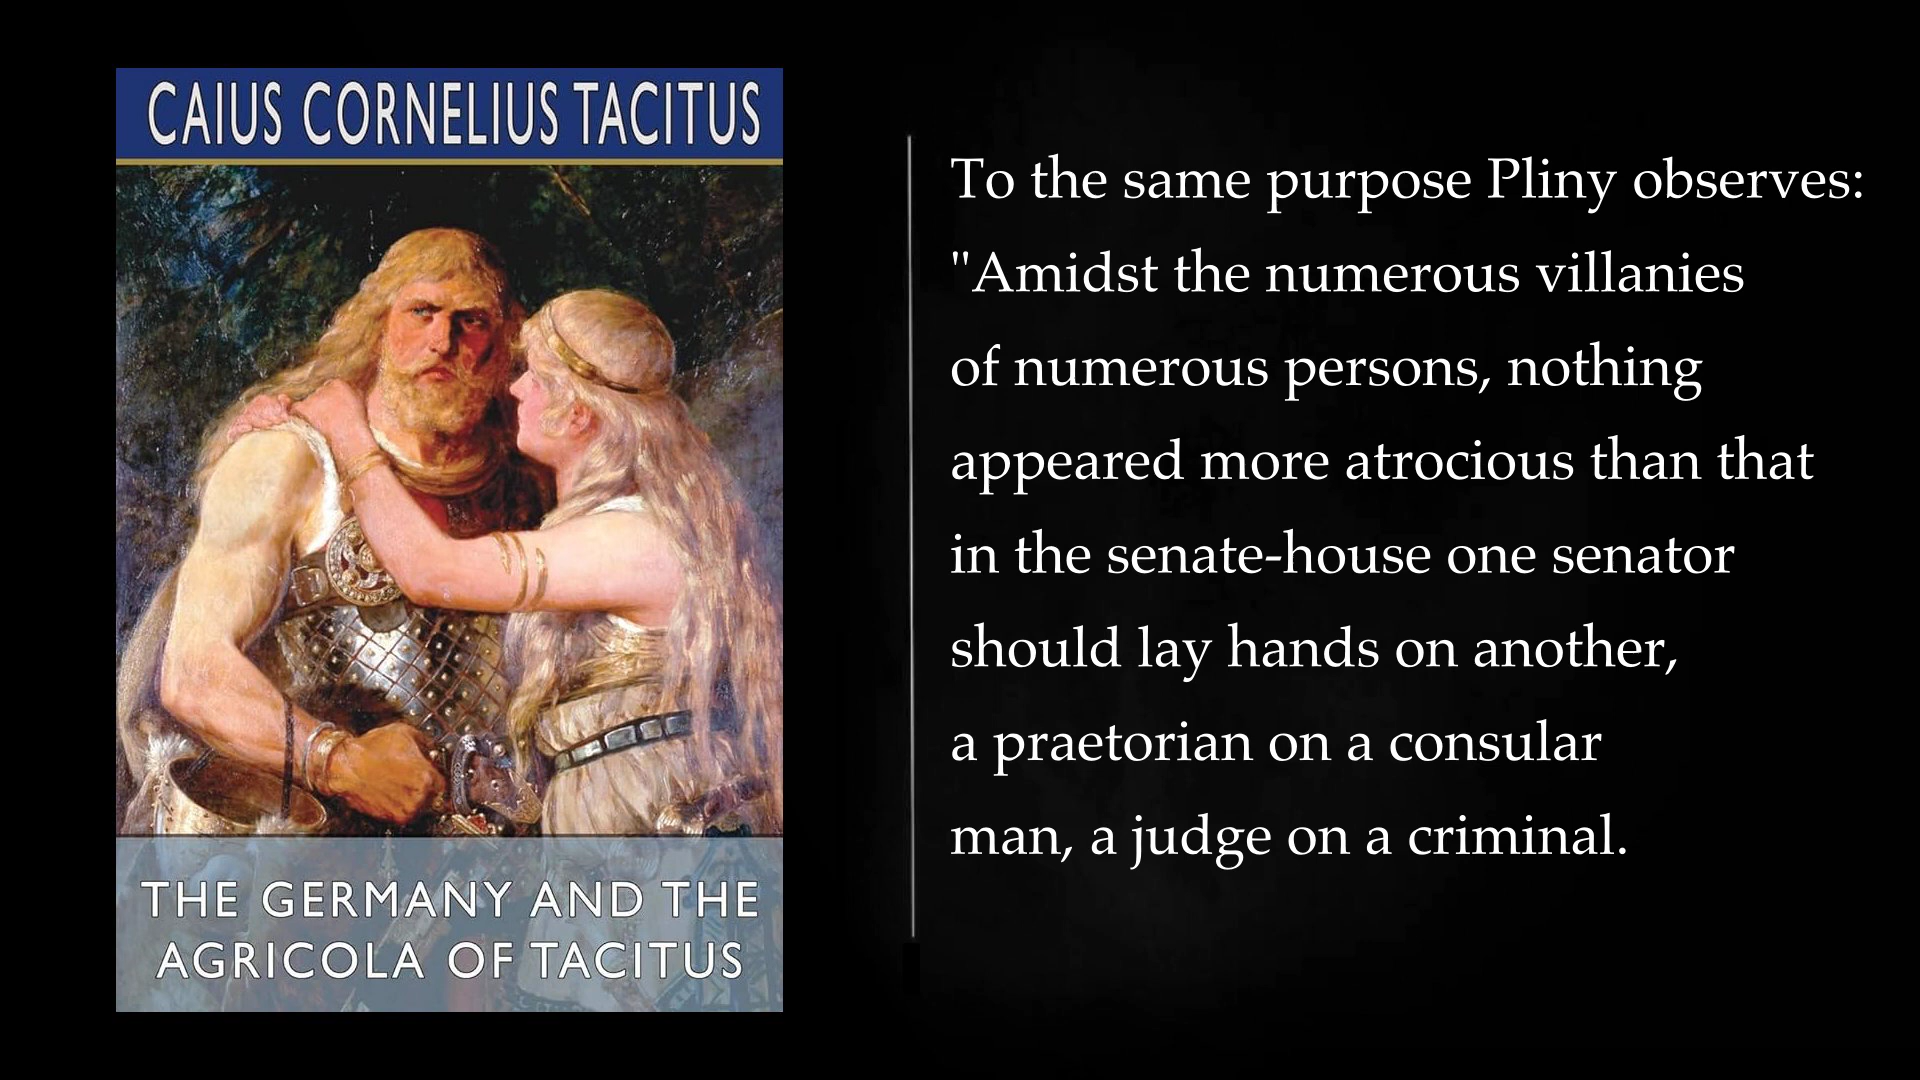 CAIUS CORNELIUS TACITUS
THE GERMANY AND THE
AGRICOLA OF TACITUS
To the same purpose Pliny observes:
"Amidst the numerous villanies
of numerous persons, nothing
appeared more atrocious than that
in the senate-house one senator
should lay hands on another,
a praetorian on a consular
man, a judge on a criminal.